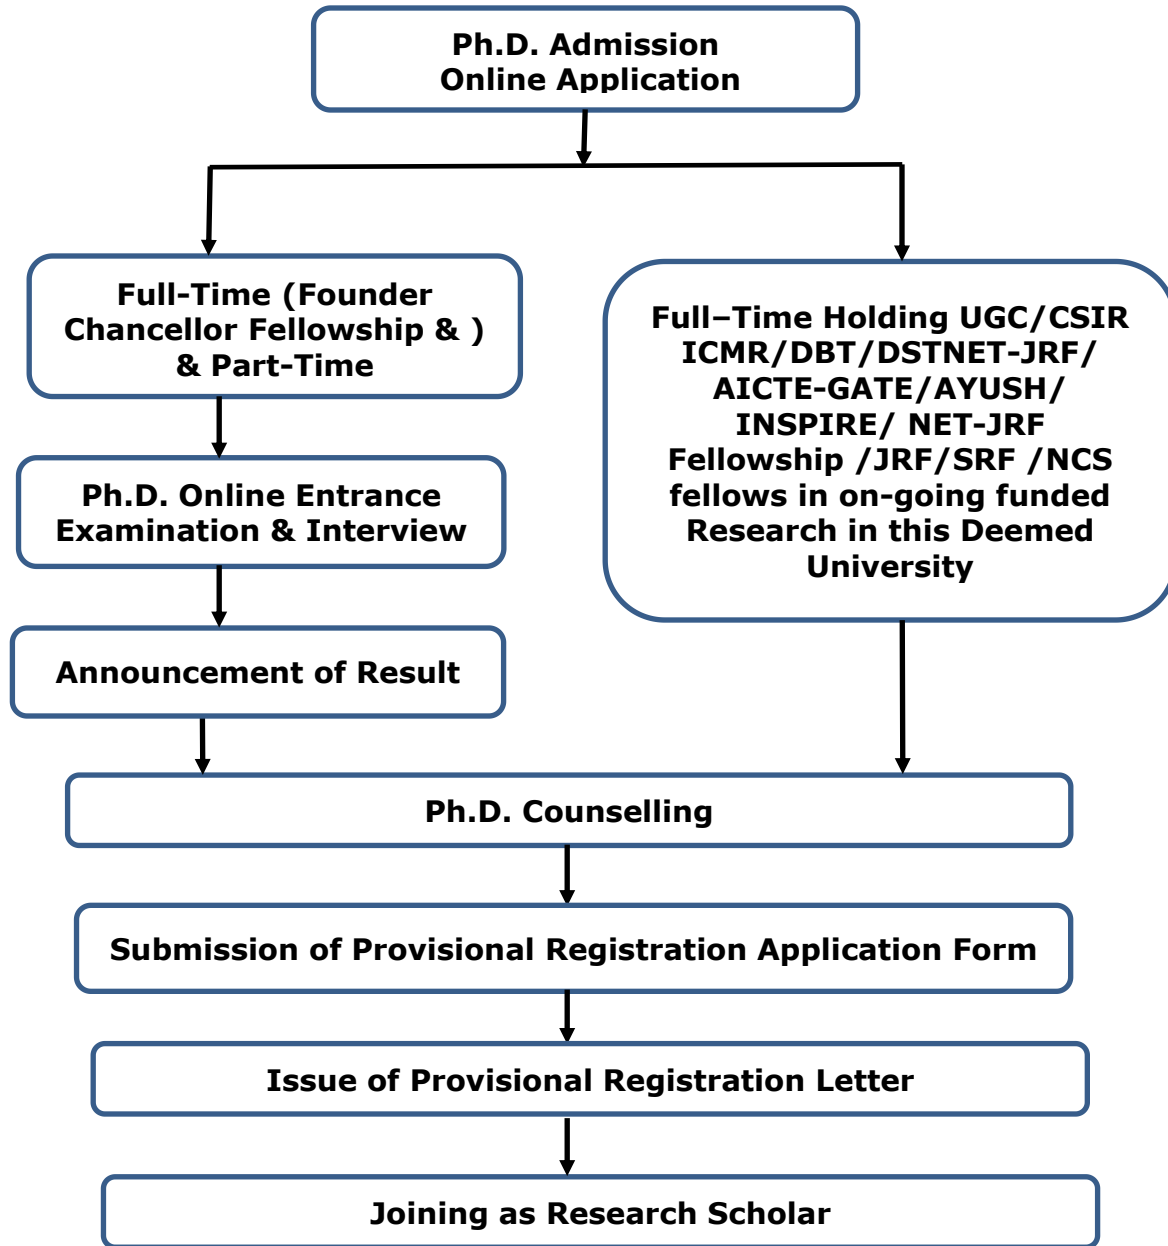 Ph.D. Admission
Online Application
Full-Time (Founder
Chancellor Fellowship & )
& Part-Time
Ph.D. Online Entrance
Examination & Interview
Announcement of Result
Full–Time Holding UGC/CSIR
ICMR/DBT/DSTNET-JRF/
AICTE-GATE/AYUSH/
INSPIRE/ NET-JRF
Fellowship /JRF/SRF /NCS
fellows in on-going funded
Research in this Deemed
University
Ph.D. Counselling
Submission of Provisional Registration Application Form
Issue of Provisional Registration Letter
Joining as Research Scholar